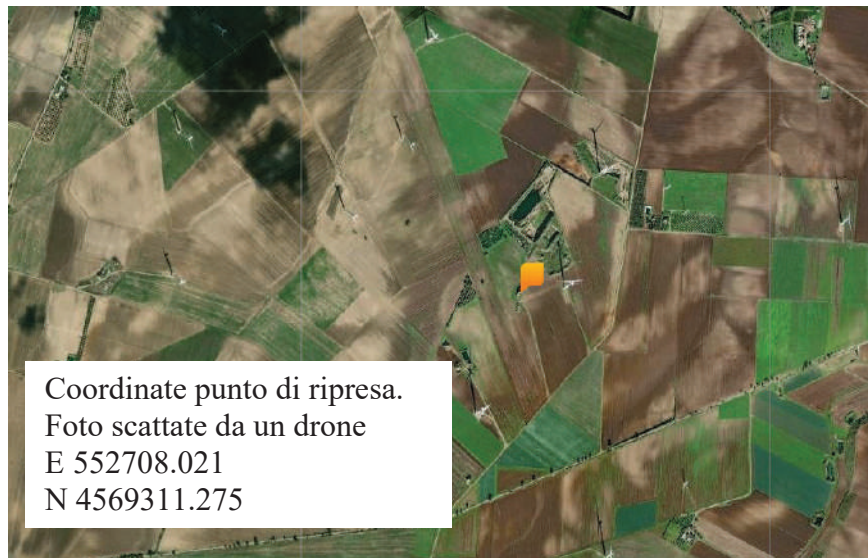 Coordinate punto di ripresa.
Foto scattate da un drone
E 552708.021
N 4569311.275